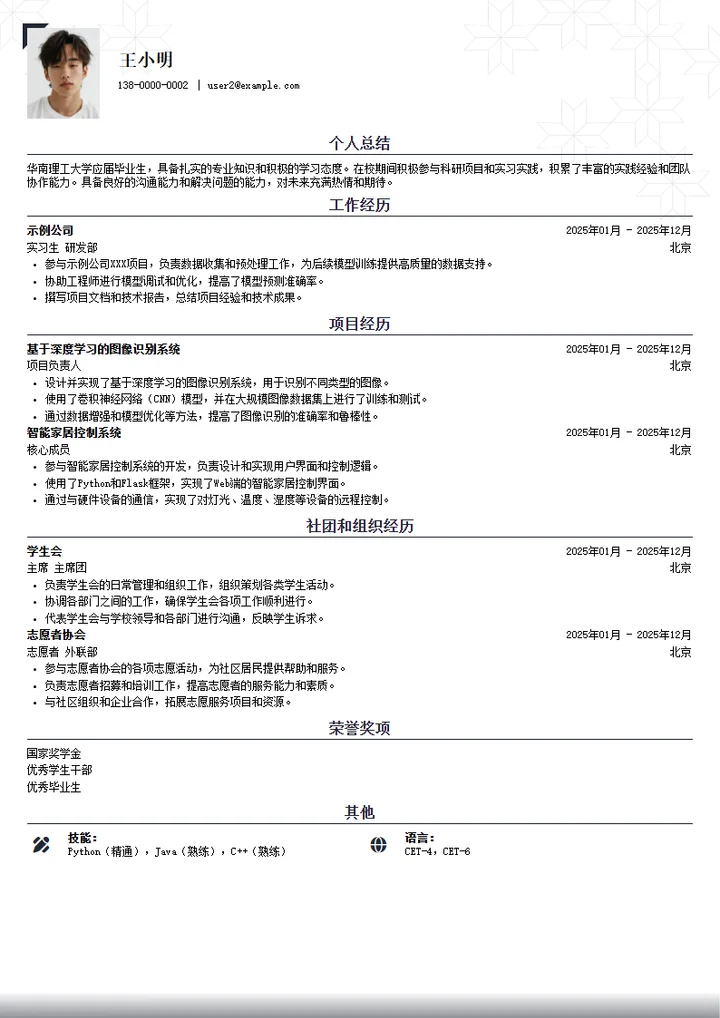 王小明
138-0000-0002 | user2@example.com
个人总结
华南理工大学应届毕业生，具备扎实的专业知识和积极的学习态度。在校期间积极参与科研项目和实习实践，积累了丰富的实践经验和团队
协作能力。具备良好的沟通能力和解决问题的能力，对未来充满热情和期待。
工作经历
示例公司 2025年01月 - 2025年12月
实习生 研发部 北京
• 参与示例公司XXX项目，负责数据收集和预处理工作，为后续模型训练提供高质量的数据支持。
• 协助工程师进行模型调试和优化，提高了模型预测准确率。
• 撰写项目文档和技术报告，总结项目经验和技术成果。
项目经历
基于深度学习的图像识别系统 2025年01月 - 2025年12月
项目负责人 北京
• 设计并实现了基于深度学习的图像识别系统，用于识别不同类型的图像。
• 使用了卷积神经网络（CNN）模型，并在大规模图像数据集上进行了训练和测试。
• 通过数据增强和模型优化等方法，提高了图像识别的准确率和鲁棒性。
智能家居控制系统 2025年01月 - 2025年12月
核心成员 北京
• 参与智能家居控制系统的开发，负责设计和实现用户界面和控制逻辑。
• 使用了Python和Flask框架，实现了Web端的智能家居控制界面。
• 通过与硬件设备的通信，实现了对灯光、温度、湿度等设备的远程控制。
社团和组织经历
学生会 2025年01月 - 2025年12月
主席 主席团 北京
• 负责学生会的日常管理和组织工作，组织策划各类学生活动。
• 协调各部门之间的工作，确保学生会各项工作顺利进行。
• 代表学生会与学校领导和各部门进行沟通，反映学生诉求。
志愿者协会 2025年01月 - 2025年12月
志愿者 外联部 北京
• 参与志愿者协会的各项志愿活动，为社区居民提供帮助和服务。
• 负责志愿者招募和培训工作，提高志愿者的服务能力和素质。
• 与社区组织和企业合作，拓展志愿服务项目和资源。
荣誉奖项
国家奖学金
优秀学生干部
优秀毕业生
其他
技能： 语言：
Python（精通），Java（熟练），C++（熟练） CET-4，CET-6